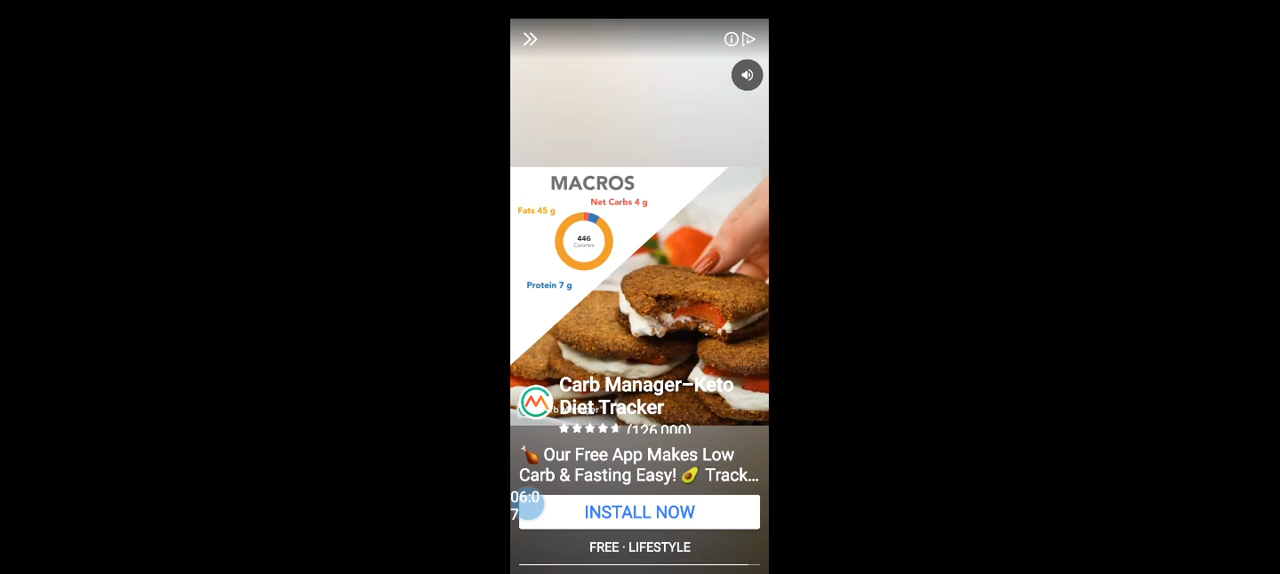 MACROS
Net Carbs 4 g
Fats 45 g
446
Calories
Protein 7 g
Carb Manager–Keto
Diet Tracker
(126,000)
🍠 Our Free App Makes Low
Carb & Fasting Easy! 🥑 Track...
06:0
7
INSTALL NOW
FREE · LIFESTYLE